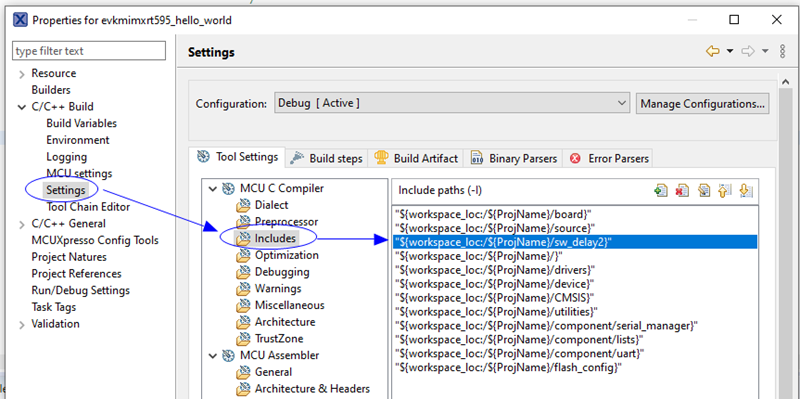 Properties for evkmimxrt595_hello_world
type filter text
Resource
Builders
C/C++ Build
Build Variables
Environment
Logging
MCU settings
Settings
Tool Chain Editor
C/C++ General
MCUXpresso Config Tools
Project Natures
Project References
Run/Debug Settings
Task Tags
Validation
Settings
Configuration:
Debug [ Active ]
Manage Configurations...
Tool Settings
Build steps
Build Artifact
Binary Parsers
Error Parsers
MCU C Compiler
Dialect
Preprocessor
Includes
Optimization
Debugging
Warnings
Miscellaneous
Architecture
TrustZone
MCU Assembler
General
Architecture & Headers
Include paths (-I)
"${workspace_loc:/${ProjName}/board}"
"${workspace_loc:/${ProjName}/source}"
"${workspace_loc:/${ProjName}/sw_delay2}"
"${workspace_loc:/${ProjName}/}"
"${workspace_loc:/${ProjName}/drivers}"
"${workspace_loc:/${ProjName}/device}"
"${workspace_loc:/${ProjName}/CMSIS}"
"${workspace_loc:/${ProjName}/utilities}"
"${workspace_loc:/${ProjName}/component/serial_manager}"
"${workspace_loc:/${ProjName}/component/lists}"
"${workspace_loc:/${ProjName}/component/uart}"
"${workspace_loc:/${ProjName}/flash_config}"